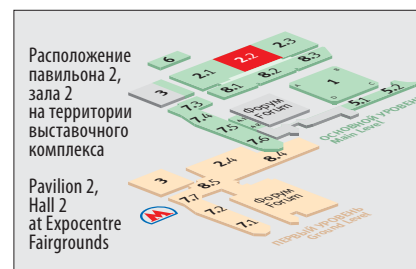 Расположение
павильона 2,
зала 2
на территории
выставочного
комплекса
Pavilion 2,
Hall 2
at Expocentre
Fairgrounds
6
2.1
2.2
2.3
3
8.1
8.2
8.3
1
A
B
C
D
7.3
7.4
7.5
7.6
Форум
Forum
5.1
5.2
ОСНОВНОЙ УРОВЕНЬ
Main Level
3
2.4
8.4
8.5
7.7
7.2
7.1
Форум
Forum
ПЕРВЫЙ УРОВЕНЬ
Ground Level
М